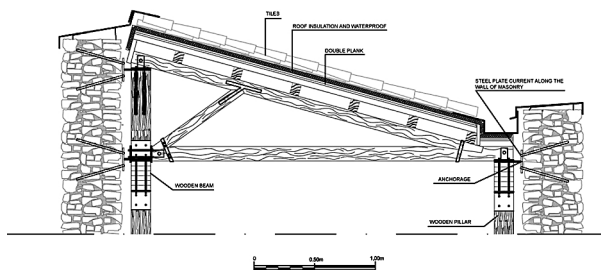 TILES
ROOF INSULATION AND WATERPROOF
DOUBLE PLANK
STEEL PLATE CURRENT ALONG THE
WALL OF MASONRY
WOODEN BEAM
ANCHORAGE
WOODEN PILLAR
0 0.50m 1.00m